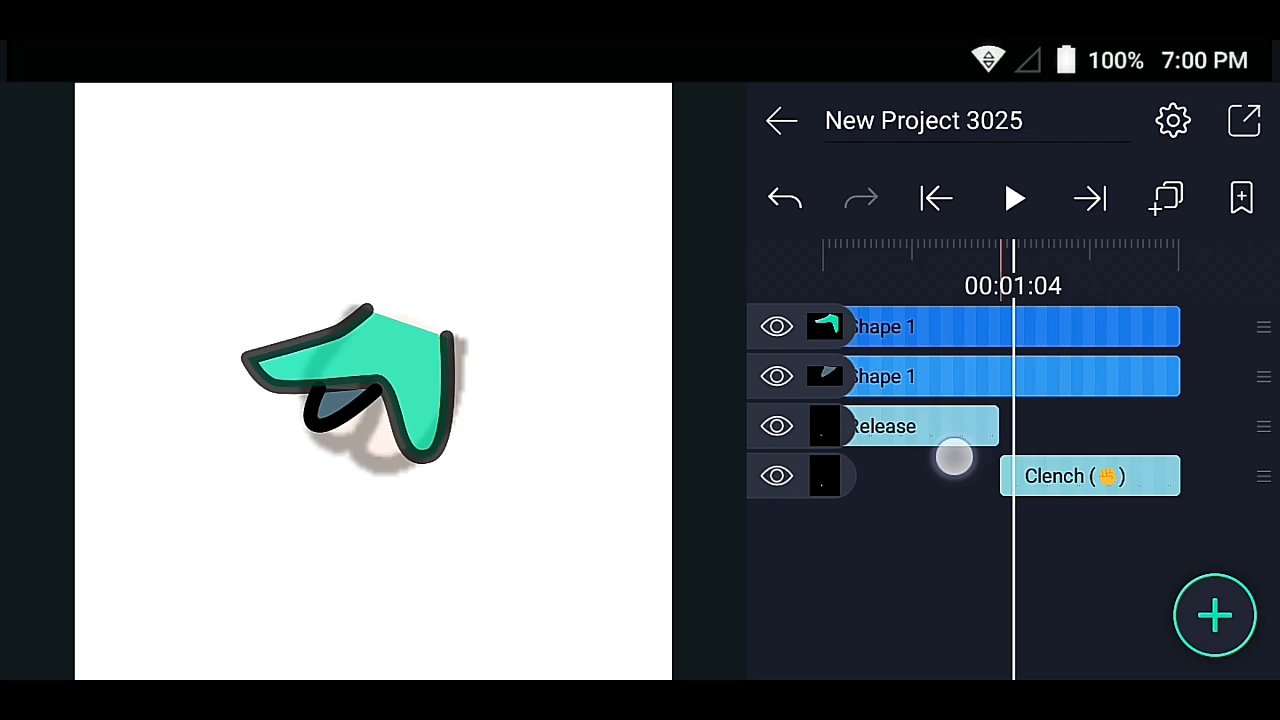 100% 7:00 PM
New Project 3025
00:01:04
Shape 1
Shape 1
Release
Clench (✊)